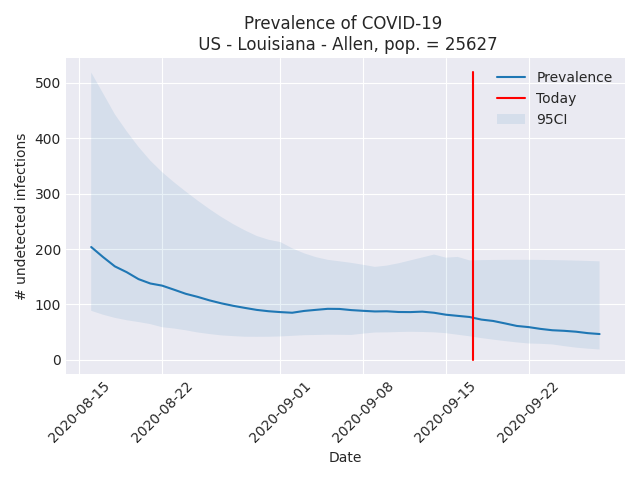 Prevalence of COVID-19
US - Louisiana - Allen, pop. = 25627
# undetected infections
500
400
300
200
100
0
Prevalence
Today
95CI
2020-08-15
2020-08-22
2020-09-01
2020-09-08
2020-09-15
2020-09-22
Date